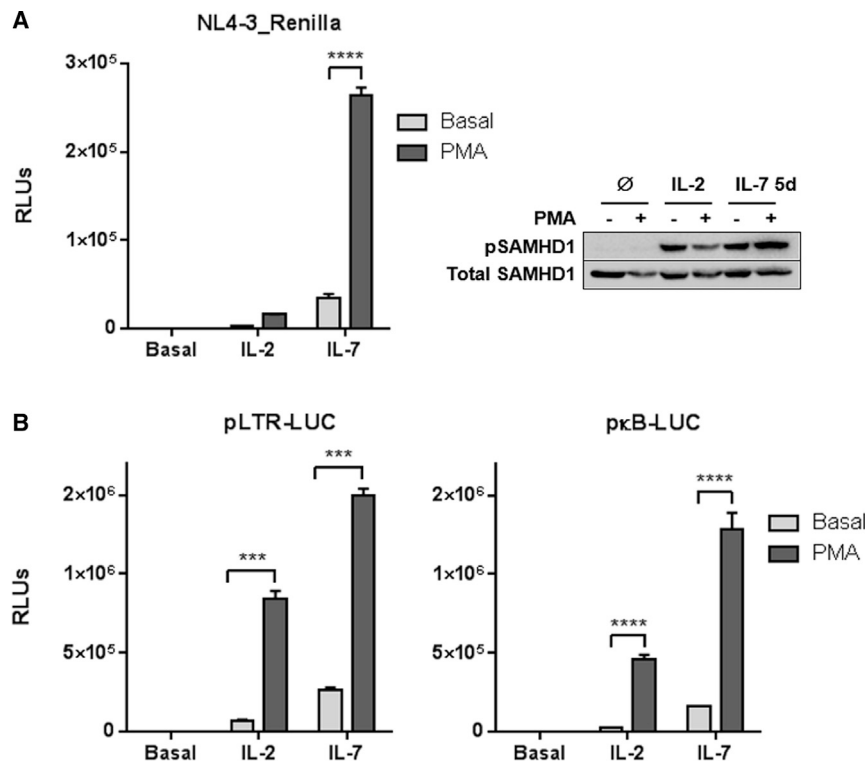 A
NL4-3_Renilla
****
3×10⁵
2×10⁵
1×10⁵
0
RLUs
Basal IL-2 IL-7
Basal
PMA
Ø IL-2 IL-7 5d
PMA - + - + - +
pSAMHD1
Total SAMHD1
B
pLTR-LUC
*** ***
2×10⁶
1×10⁶
5×10⁵
0
RLUs
Basal IL-2 IL-7
pκB-LUC
**** ****
2×10⁶
1×10⁶
5×10⁵
0
Basal IL-2 IL-7
Basal
PMA